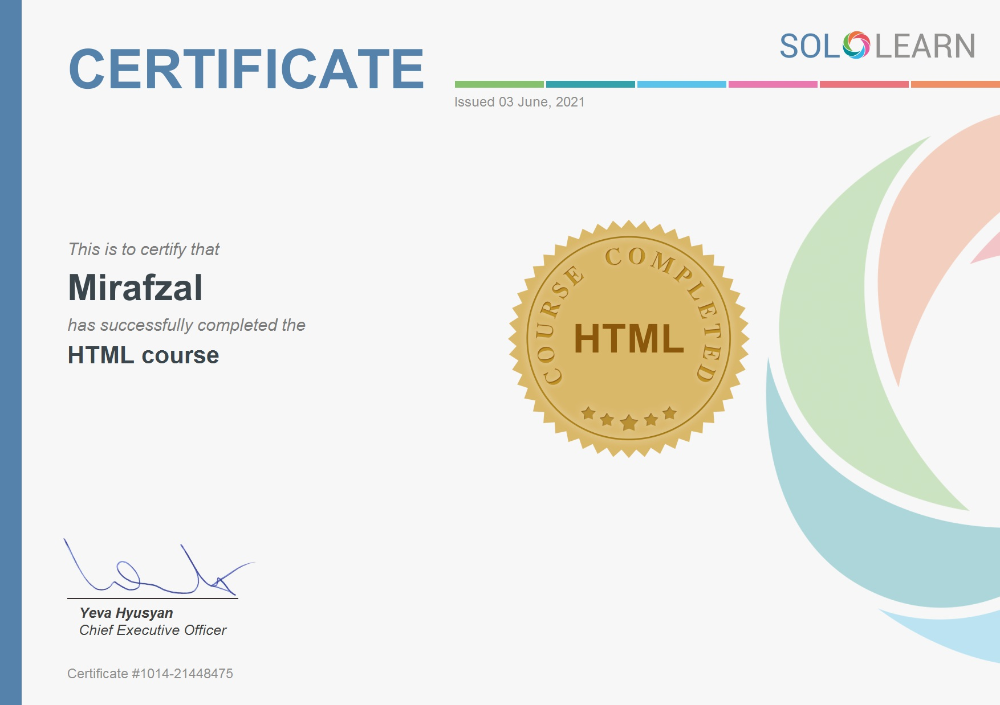 CERTIFICATE
SOLOLEARN
Issued 03 June, 2021
This is to certify that
Mirafzal
has successfully completed the
HTML course
COURSE COMPLETED
HTML
Yeva Hyusyan
Chief Executive Officer
Certificate #1014-21448475